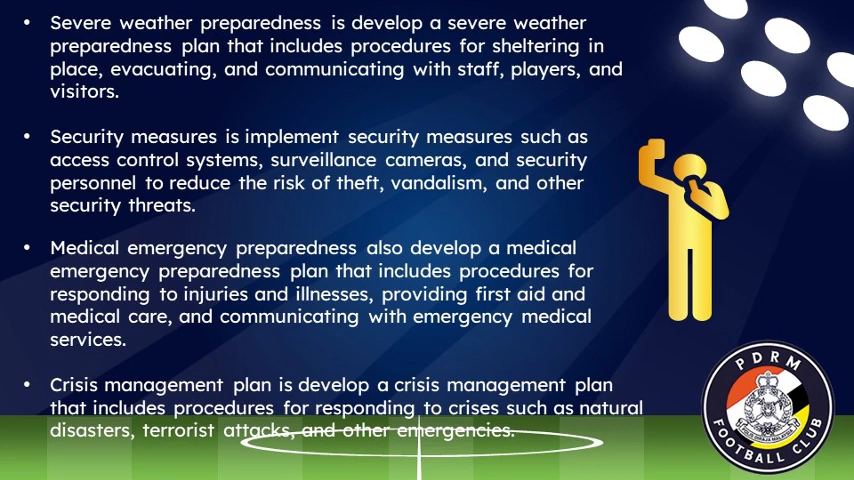 • Severe weather preparedness is develop a severe weather
preparedness plan that includes procedures for sheltering in
place, evacuating, and communicating with staff, players, and
visitors.
• Security measures is implement security measures such as
access control systems, surveillance cameras, and security
personnel to reduce the risk of theft, vandalism, and other
security threats.
• Medical emergency preparedness also develop a medical
emergency preparedness plan that includes procedures for
responding to injuries and illnesses, providing first aid and
medical care, and communicating with emergency medical
services.
• Crisis management plan is develop a crisis management plan
that includes procedures for responding to crises such as natural
disasters, terrorist attacks, and other emergencies.
PDRM
POLIS DIRAJA MALAYSIA
FOOTBALL CLUB